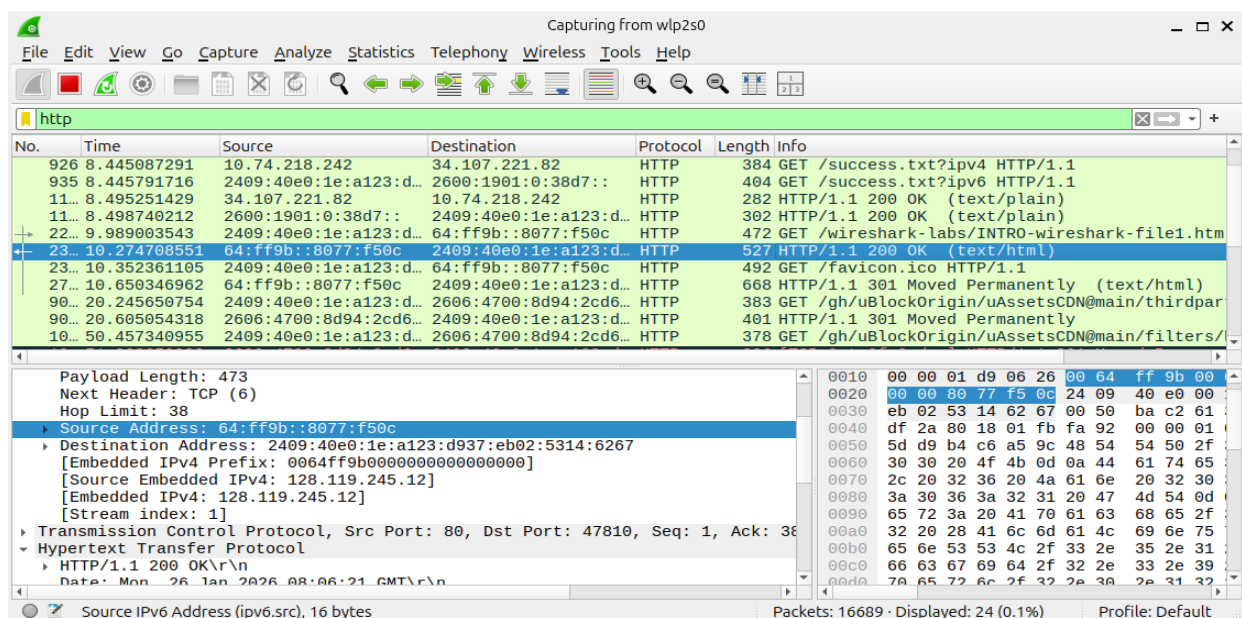 Capturing from wlp2s0
File Edit View Go Capture Analyze Statistics Telephony Wireless Tools Help
http
No. Time Source Destination Protocol Length Info
926 8.445087291 10.74.218.242 34.107.221.82 HTTP 384 GET /success.txt?ipv4 HTTP/1.1
935 8.445791716 2409:40e0:1e:a123:d… 2600:1901:0:38d7:: HTTP 404 GET /success.txt?ipv6 HTTP/1.1
11… 8.495251429 34.107.221.82 10.74.218.242 HTTP 282 HTTP/1.1 200 OK (text/plain)
11… 8.498740212 2600:1901:0:38d7:: 2409:40e0:1e:a123:d… HTTP 302 HTTP/1.1 200 OK (text/plain)
22… 9.989003543 2409:40e0:1e:a123:d… 64:ff9b::8077:f50c HTTP 472 GET /wireshark-labs/INTRO-wireshark-file1.htm
23… 10.274708551 64:ff9b::8077:f50c 2409:40e0:1e:a123:d… HTTP 527 HTTP/1.1 200 OK (text/html)
23… 10.352361105 2409:40e0:1e:a123:d… 64:ff9b::8077:f50c HTTP 492 GET /favicon.ico HTTP/1.1
27… 10.650346962 64:ff9b::8077:f50c 2409:40e0:1e:a123:d… HTTP 668 HTTP/1.1 301 Moved Permanently (text/html)
90… 20.245650754 2409:40e0:1e:a123:d… 2606:4700:8d94:2cd6… HTTP 383 GET /gh/uBlockOrigin/uAssetsCDN@main/thirdpar
90… 20.605054318 2606:4700:8d94:2cd6… 2409:40e0:1e:a123:d… HTTP 401 HTTP/1.1 301 Moved Permanently
10… 50.457340955 2409:40e0:1e:a123:d… 2606:4700:8d94:2cd6… HTTP 378 GET /gh/uBlockOrigin/uAssetsCDN@main/filters/
Payload Length: 473
Next Header: TCP (6)
Hop Limit: 38
Source Address: 64:ff9b::8077:f50c
Destination Address: 2409:40e0:1e:a123:d937:eb02:5314:6267
[Embedded IPv4 Prefix: 0064ff9b0000000000000000]
[Source Embedded IPv4: 128.119.245.12]
[Embedded IPv4: 128.119.245.12]
[Stream index: 1]
Transmission Control Protocol, Src Port: 80, Dst Port: 47810, Seq: 1, Ack: 38
Hypertext Transfer Protocol
HTTP/1.1 200 OK\r\n
Date: Mon, 26 Jan 2026 08:06:21 GMT\r\n
0010 00 00 01 d9 06 26 00 64 ff 9b 00
0020 00 00 80 77 f5 0c 24 09 40 e0 00
0030 eb 02 53 14 62 67 00 50 ba c2 61
0040 df 2a 80 18 01 fb fa 92 00 00 01
0050 5d d9 b4 c6 a5 9c 48 54 54 50 2f
0060 30 30 20 4f 4b 0d 0a 44 61 74 65
0070 2c 20 32 36 20 4a 61 6e 20 32 30
0080 3a 30 36 3a 32 31 20 47 4d 54 0d
0090 65 72 3a 20 41 70 61 63 68 65 2f
00a0 32 20 28 41 6c 6d 61 4c 69 6e 75
00b0 65 6e 53 53 4c 2f 33 2e 35 2e 31
00c0 66 63 67 69 64 2f 32 2e 33 2e 39
00d0 70 65 72 6c 2f 32 2e 30 2e 31 32
Source IPv6 Address (ipv6.src), 16 bytes Packets: 16689 · Displayed: 24 (0.1%) Profile: Default